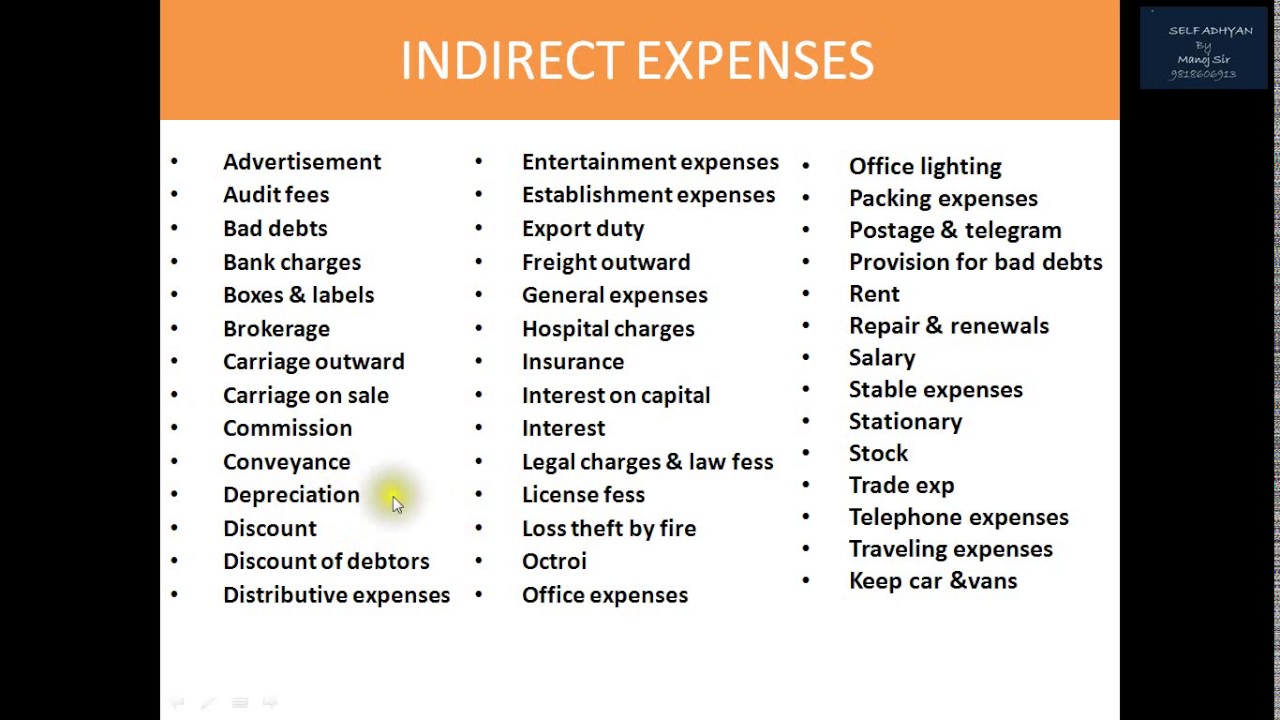 INDIRECT EXPENSES
SELF ADHYAN
By
Manoj Sir
9818606913
• Advertisement
• Audit fees
• Bad debts
• Bank charges
• Boxes & labels
• Brokerage
• Carriage outward
• Carriage on sale
• Commission
• Conveyance
• Depreciation
• Discount
• Discount of debtors
• Distributive expenses
• Entertainment expenses
• Establishment expenses
• Export duty
• Freight outward
• General expenses
• Hospital charges
• Insurance
• Interest on capital
• Interest
• Legal charges & law fess
• License fess
• Loss theft by fire
• Octroi
• Office expenses
• Office lighting
• Packing expenses
• Postage & telegram
• Provision for bad debts
• Rent
• Repair & renewals
• Salary
• Stable expenses
• Stationary
• Stock
• Trade exp
• Telephone expenses
• Traveling expenses
• Keep car &vans